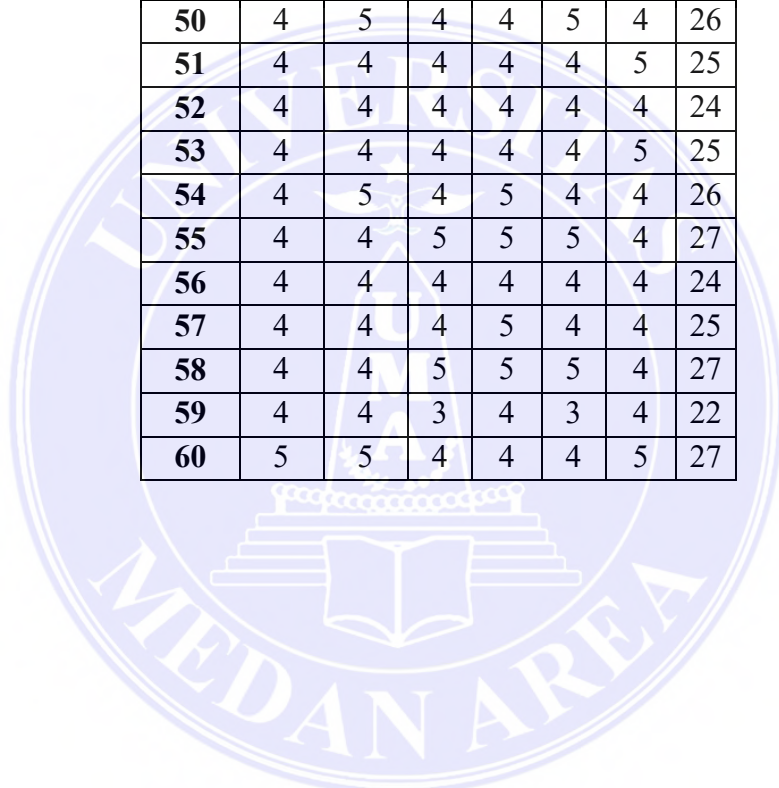 50 4 5 4 4 5 4 26
51 4 4 4 4 4 5 25
52 4 4 4 4 4 4 24
53 4 4 4 4 4 5 25
54 4 5 4 5 4 4 26
55 4 4 5 5 5 4 27
56 4 4 4 4 4 4 24
57 4 4 4 5 4 4 25
58 4 4 5 5 5 4 27
59 4 4 3 4 3 4 22
60 5 5 4 4 4 5 27
UNIVERSITAS
UMA
MEDAN AREA